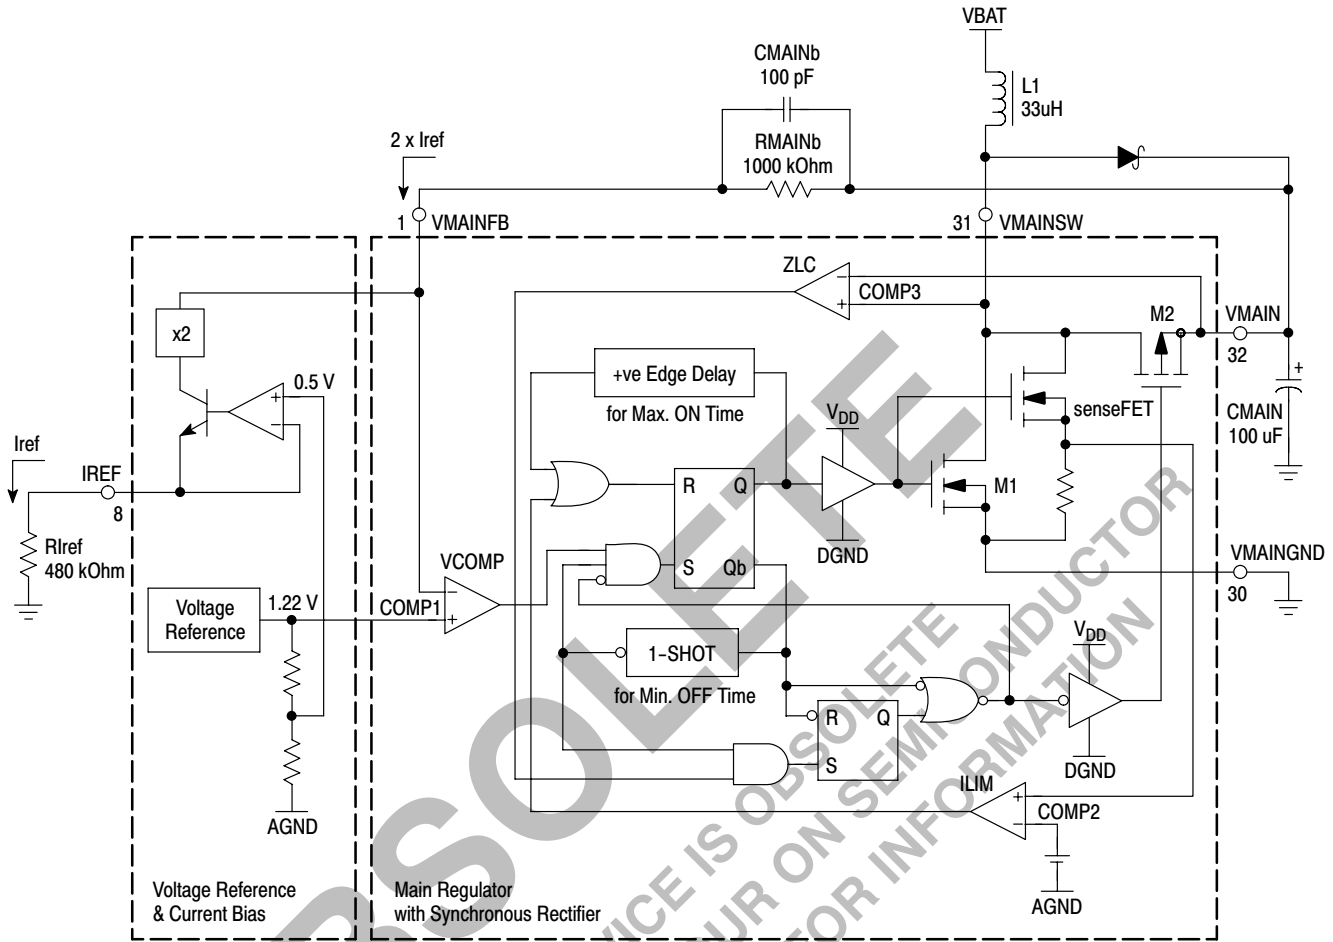 VBAT
CMAINb
100 pF
L1
33uH
2 x Iref
RMAINb
1000 kOhm
1 VMAINFB
31 VMAINSW
ZLC
COMP3
x2
M2
VMAIN
32
+ve Edge Delay
for Max. ON Time
0.5 V
+
−
VDD
senseFET
+
CMAIN
100 uF
Iref
IREF
8
R Q
M1
RIref
480 kOhm
DGND
VCOMP
S Qb
VMAINGND
30
Voltage
Reference
1.22 V
COMP1
−
+
1-SHOT
for Min. OFF Time
VDD
R Q
S
DGND
ILIM
+
−
COMP2
AGND
AGND
Voltage Reference
& Current Bias
Main Regulator
with Synchronous Rectifier
OBSOLETE
DEVICE IS OBSOLETE
YOUR ON SEMICONDUCTOR
FOR INFORMATION